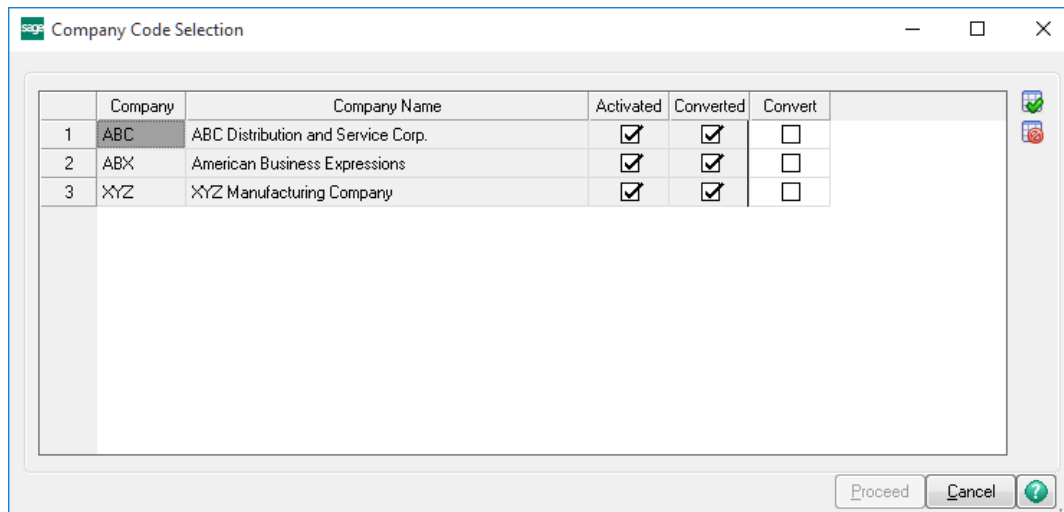 sage Company Code Selection
Company Company Name Activated Converted Convert
1 ABC ABC Distribution and Service Corp.
2 ABX American Business Expressions
3 XYZ XYZ Manufacturing Company
Proceed Cancel ?